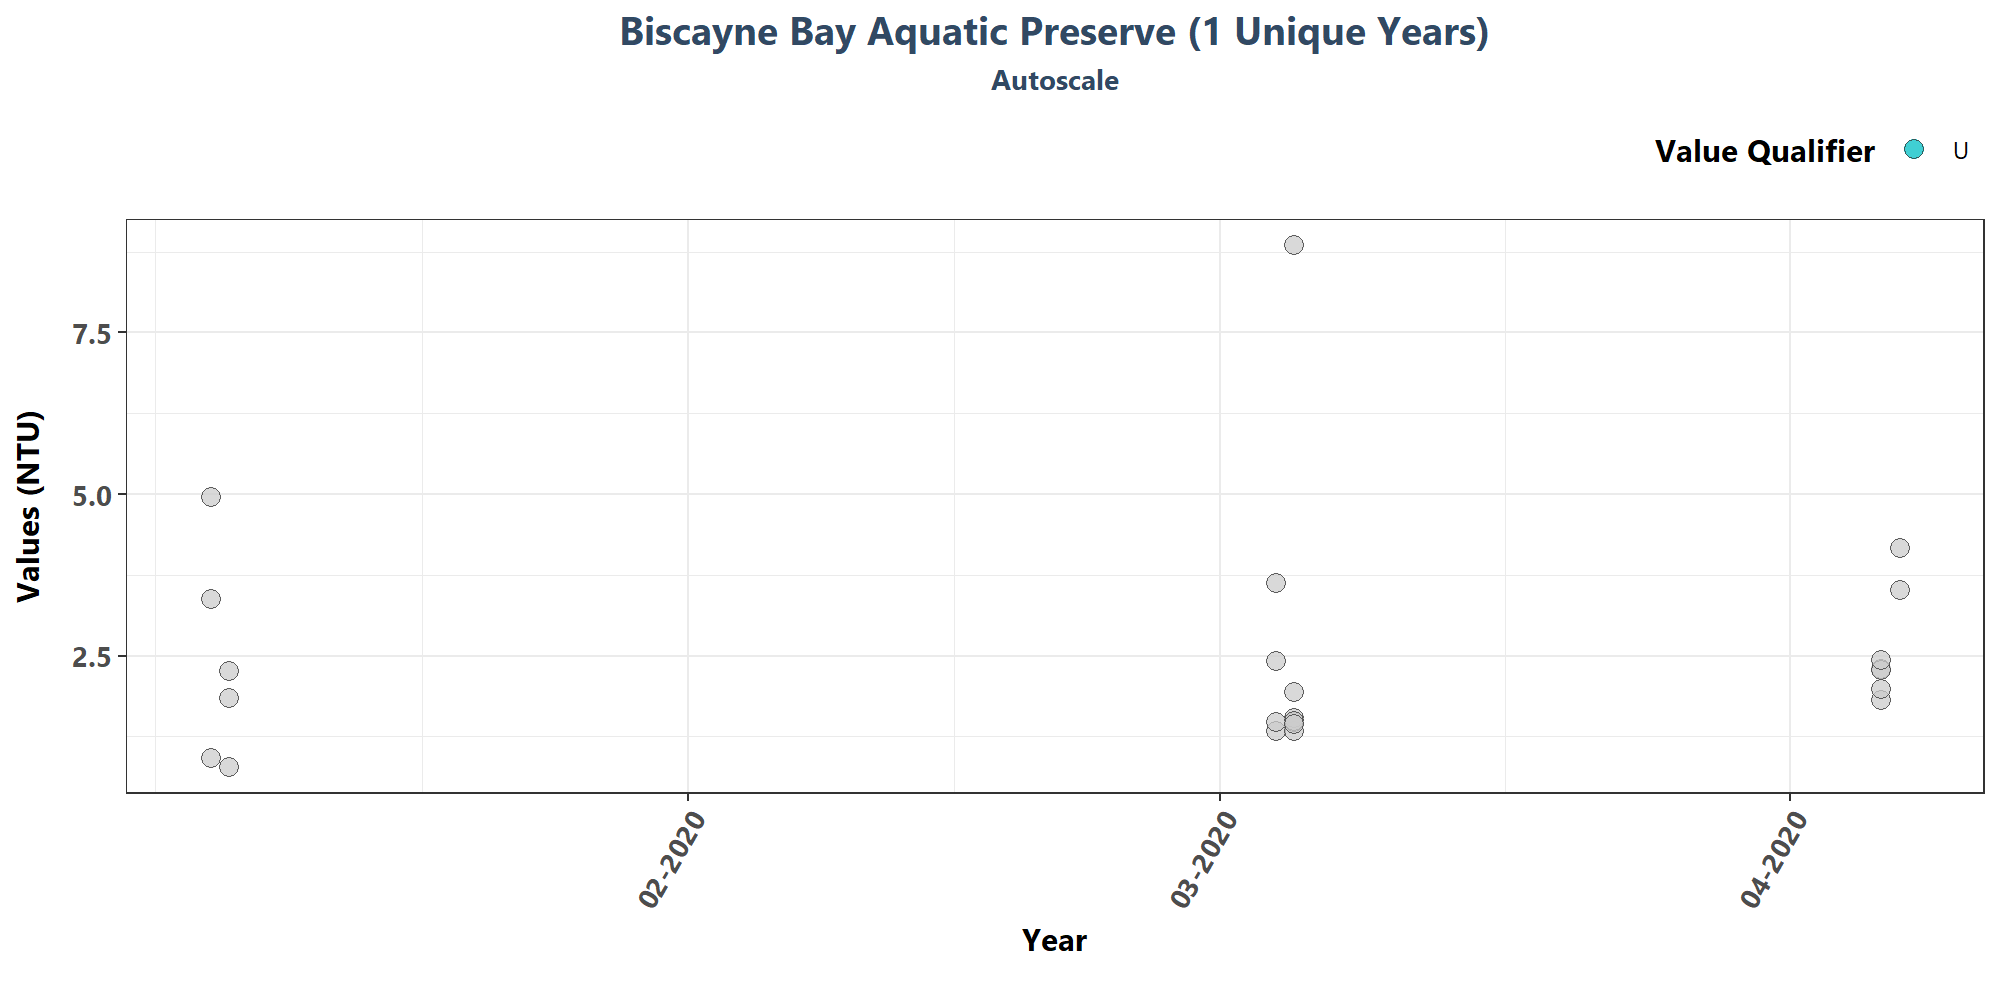 Biscayne Bay Aquatic Preserve (1 Unique Years)
Autoscale
Value Qualifier U
7.5
5.0
2.5
Values (NTU)
02-2020
03-2020
04-2020
Year